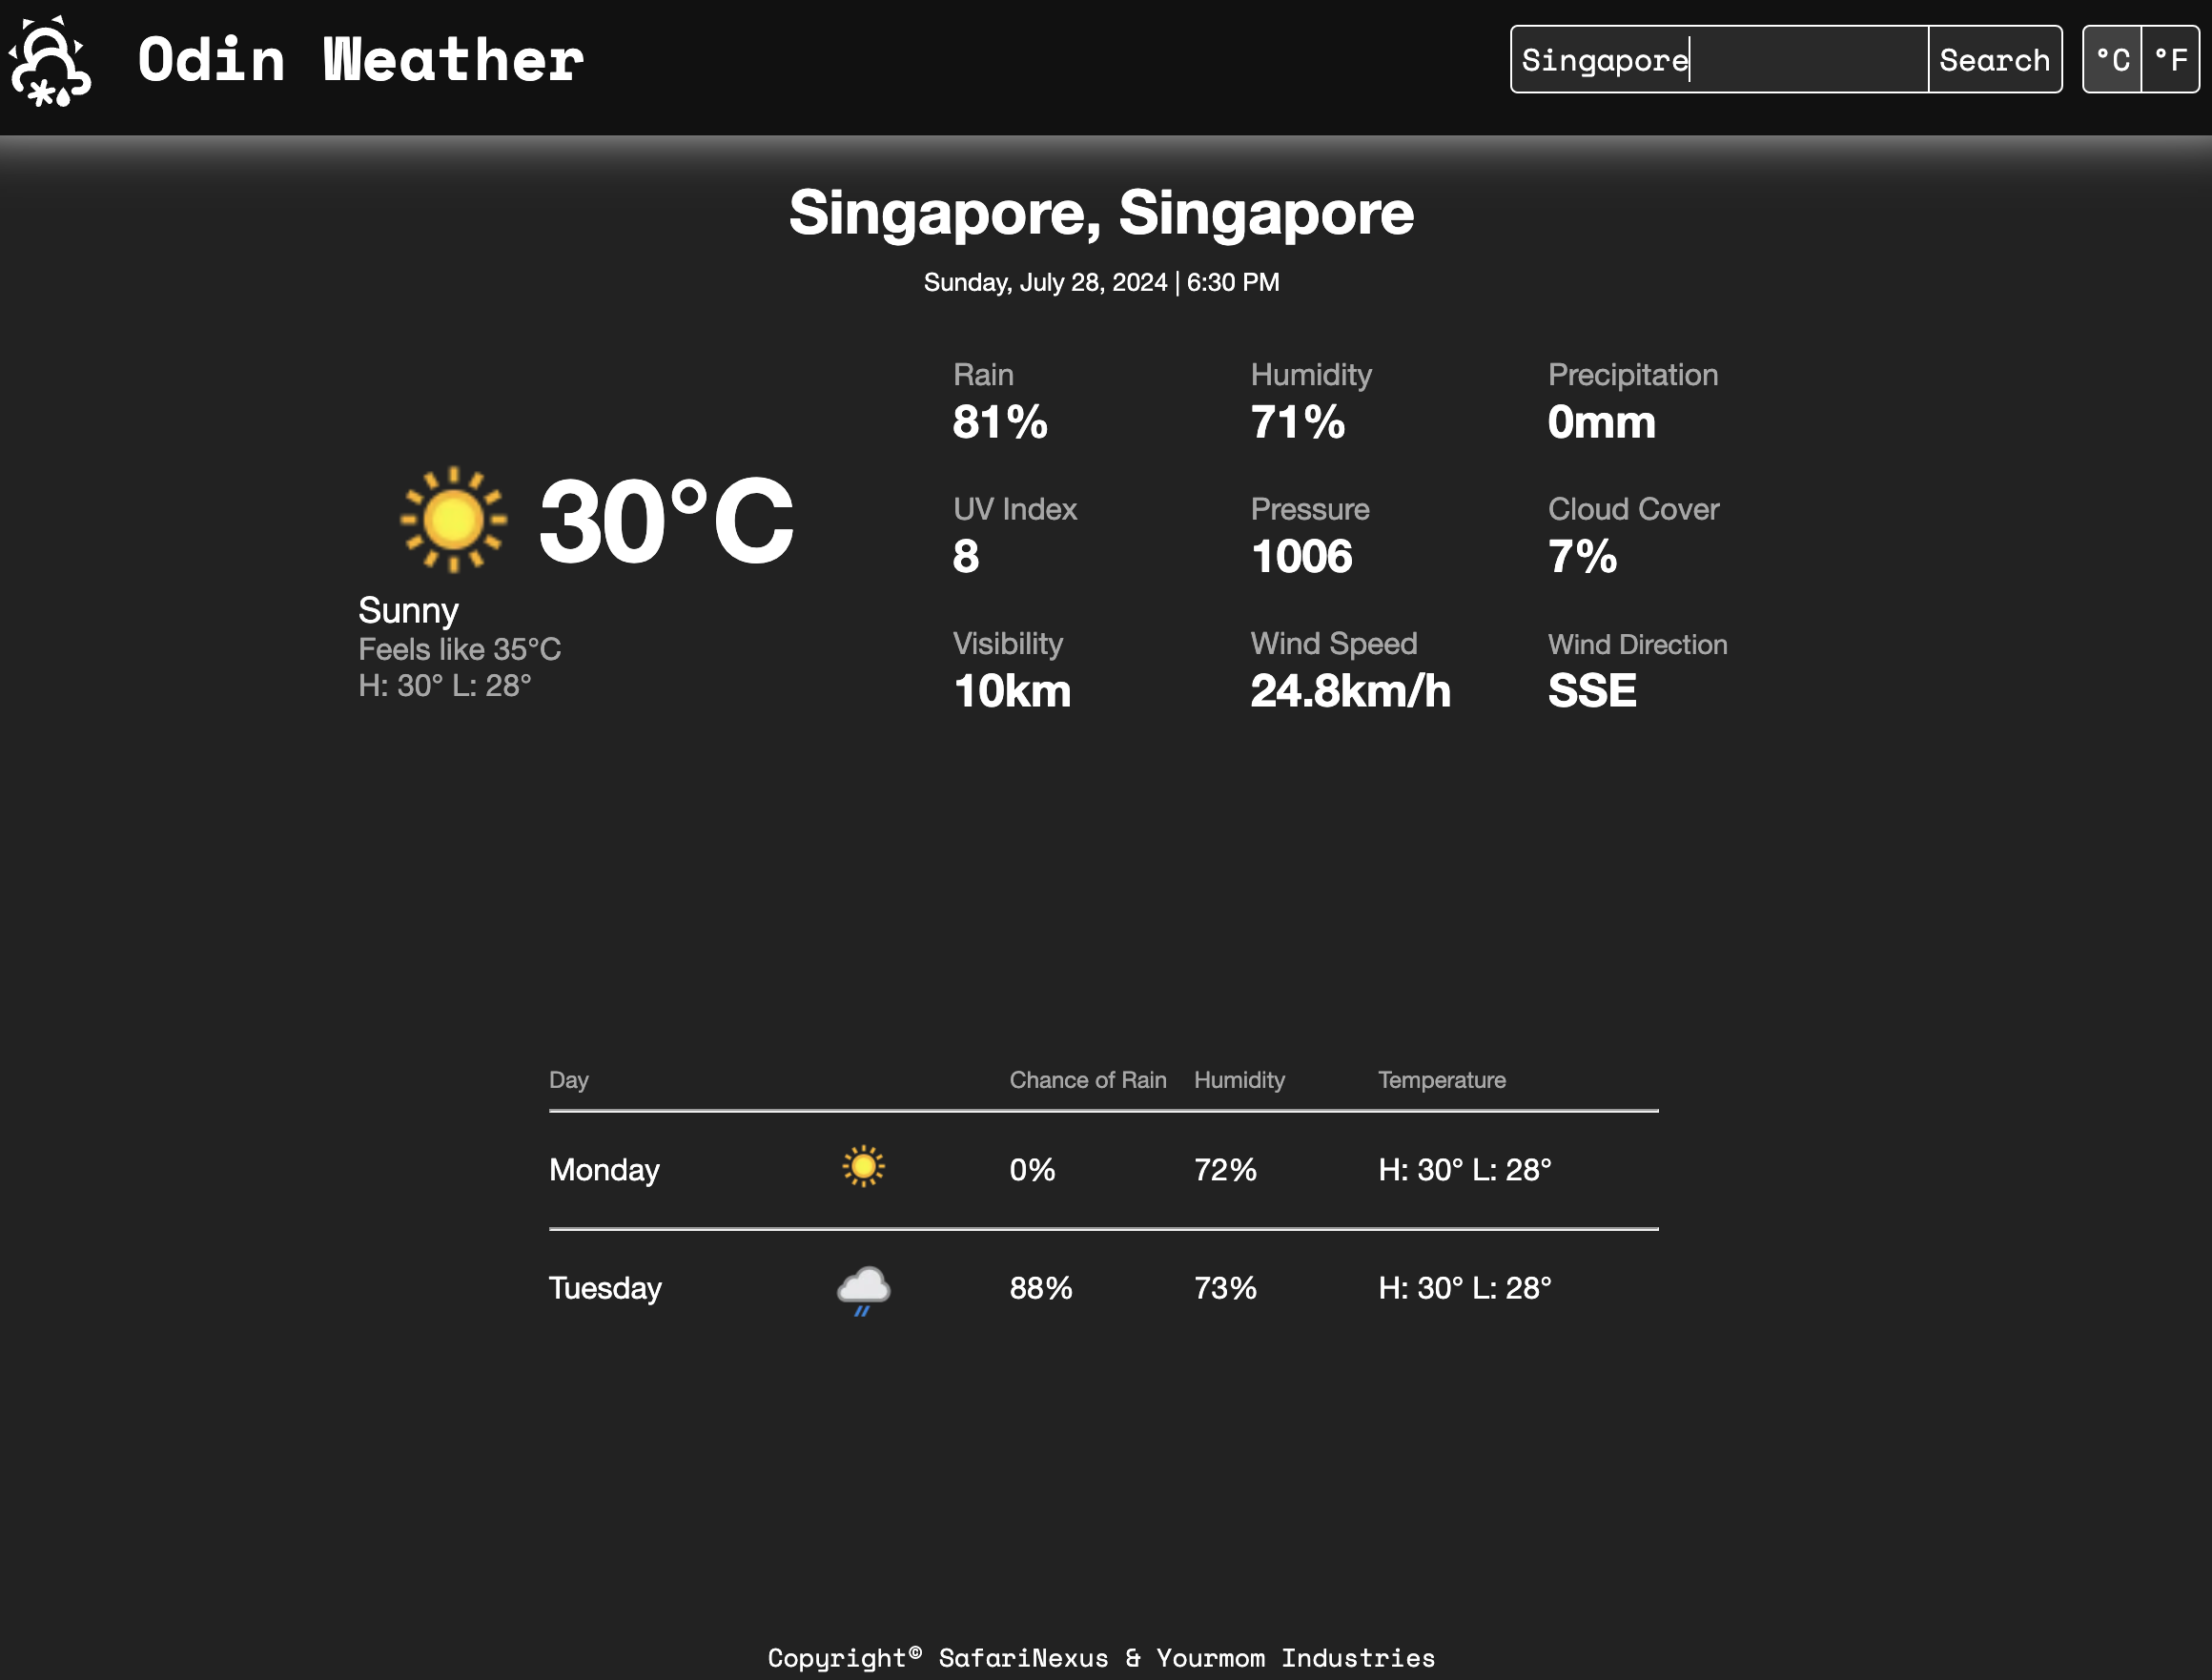 Odin Weather
Singapore
Search
°C
°F
Singapore, Singapore
Sunday, July 28, 2024 | 6:30 PM
30°C
Sunny
Feels like 35°C
H: 30° L: 28°
Rain
81%
Humidity
71%
Precipitation
0mm
UV Index
8
Pressure
1006
Cloud Cover
7%
Visibility
10km
Wind Speed
24.8km/h
Wind Direction
SSE
Day Chance of Rain Humidity Temperature
Monday 0% 72% H: 30° L: 28°
Tuesday 88% 73% H: 30° L: 28°
Copyright© SafariNexus & Yourmom Industries